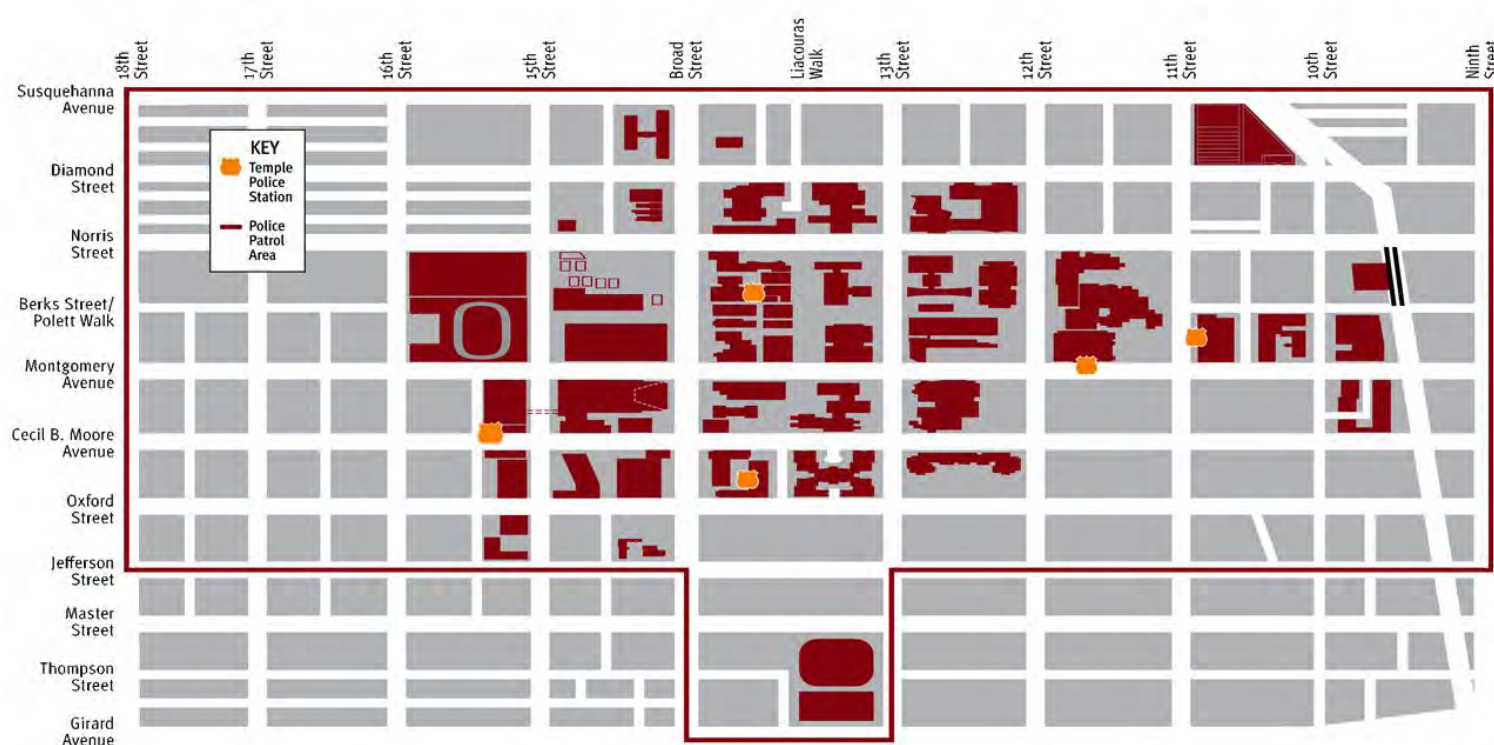 18th
Street
17th
Street
16th
Street
15th
Street
Broad
Street
Liacouras
Walk
13th
Street
12th
Street
11th
Street
10th
Street
Ninth
Street
Susquehanna
Avenue
Diamond
Street
Norris
Street
Berks Street/
Polett Walk
Montgomery
Avenue
Cecil B. Moore
Avenue
Oxford
Street
Jefferson
Street
Master
Street
Thompson
Street
Girard
Avenue
KEY
Temple
Police
Station
Police
Patrol
Area